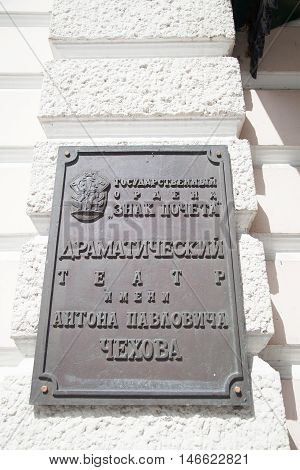 ГОСУДАРСТВЕННЫЙ
ОРДЕНА
„ЗНАК ПОЧЕТА"
ДРАМАТИЧЕСКИЙ
ТЕАТР
ИМЕНИ
АНТОНА ПАВЛОВИЧА
ЧЕХОВА